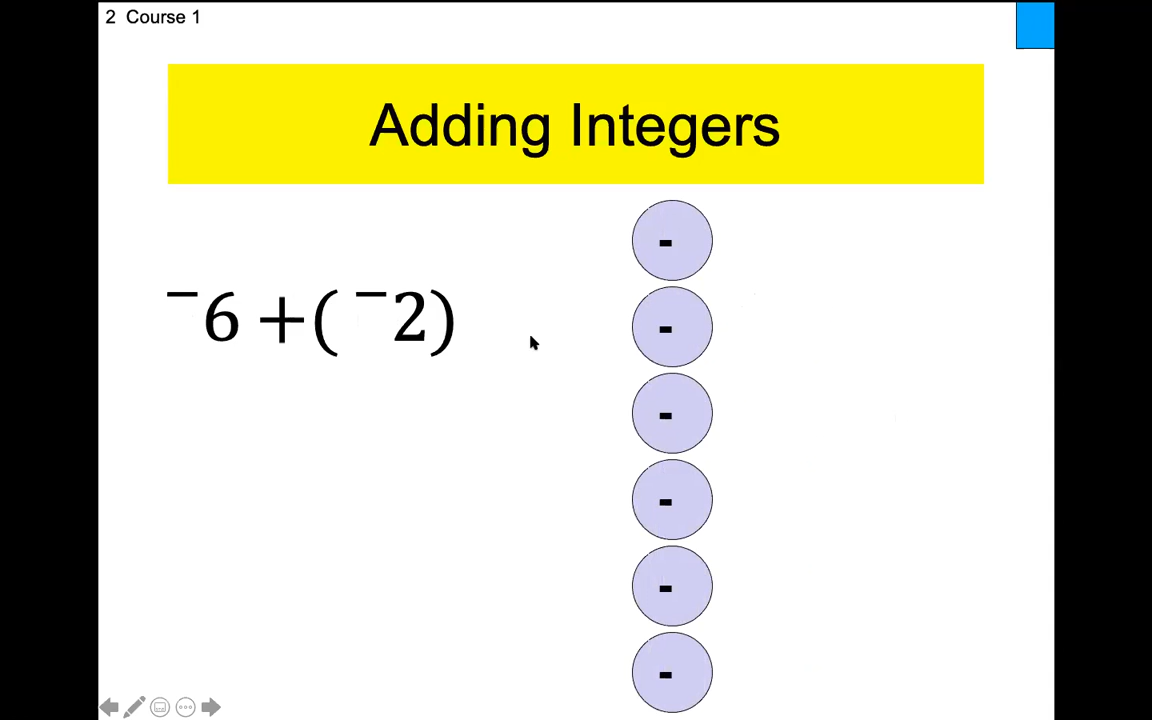 2 Course 1
Adding Integers
⁻6 +( ⁻2)
-
-
-
-
-
-